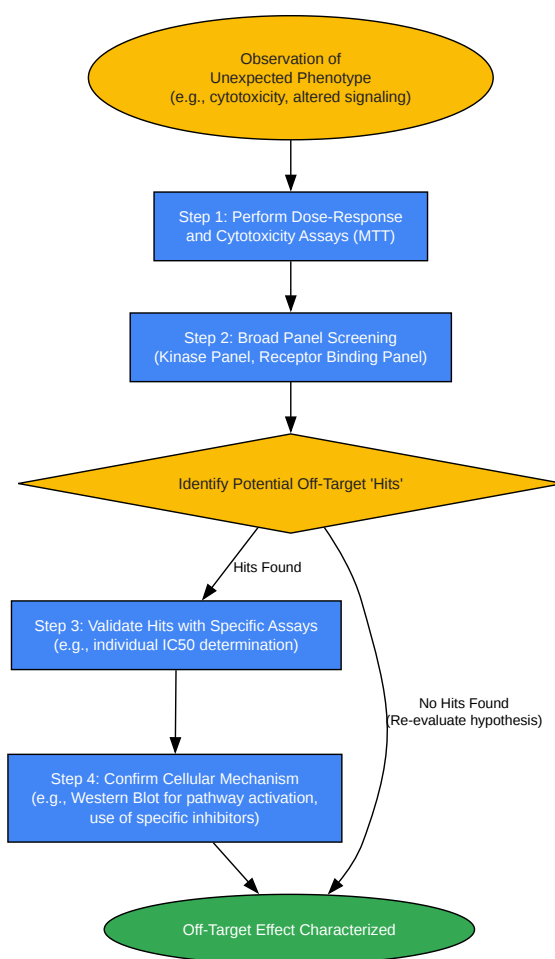 Observation of
Unexpected Phenotype
(e.g., cytotoxicity, altered signaling)
Step 1: Perform Dose-Response
and Cytotoxicity Assays (MTT)
Step 2: Broad Panel Screening
(Kinase Panel, Receptor Binding Panel)
Identify Potential Off-Target 'Hits'
Hits Found
Step 3: Validate Hits with Specific Assays
(e.g., individual IC50 determination)
No Hits Found
(Re-evaluate hypothesis)
Step 4: Confirm Cellular Mechanism
(e.g., Western Blot for pathway activation,
use of specific inhibitors)
Off-Target Effect Characterized